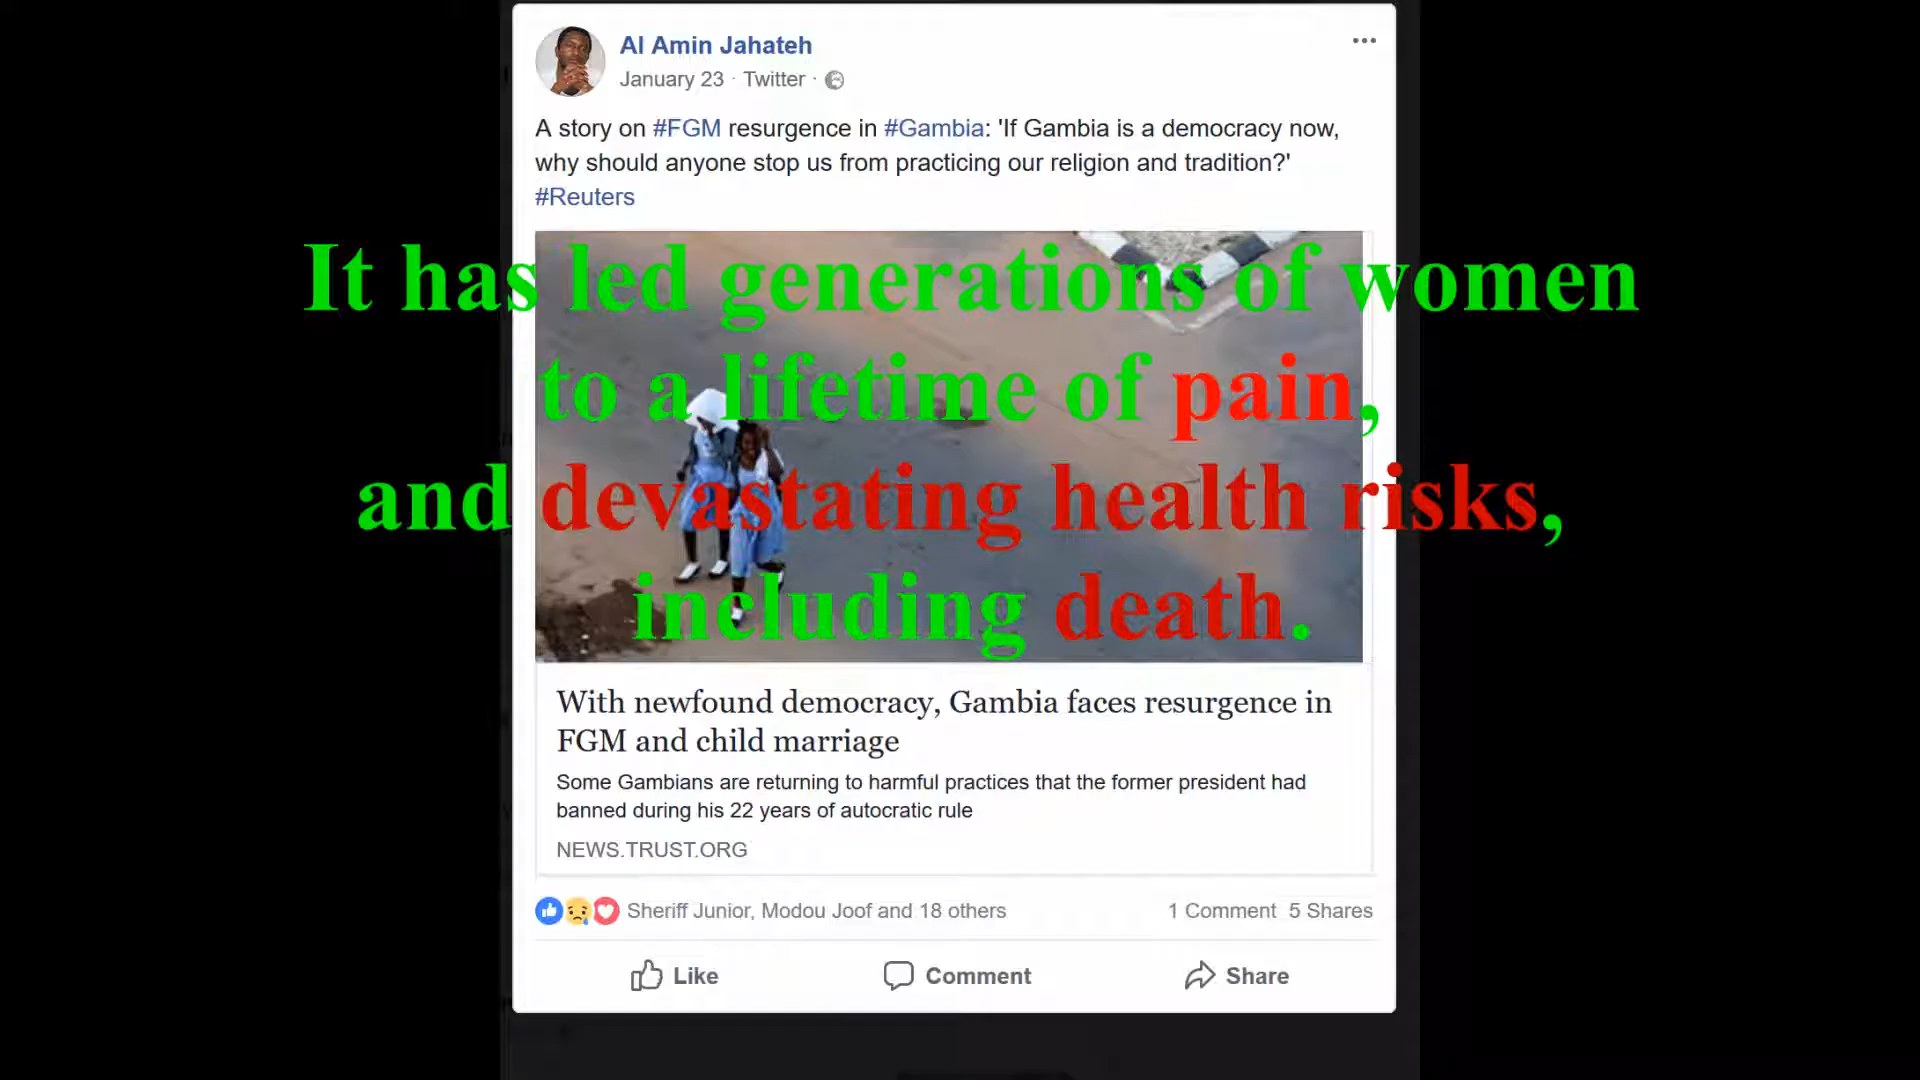 Al Amin Jahateh
January 23 · Twitter ·
A story on #FGM resurgence in #Gambia: 'If Gambia is a democracy now,
why should anyone stop us from practicing our religion and tradition?'
#Reuters
It has led generations of women
to a lifetime of pain,
and devastating health risks,
including death.
With newfound democracy, Gambia faces resurgence in
FGM and child marriage
Some Gambians are returning to harmful practices that the former president had
banned during his 22 years of autocratic rule
NEWS.TRUST.ORG
Sheriff Junior, Modou Joof and 18 others
1 Comment 5 Shares
Like Comment Share